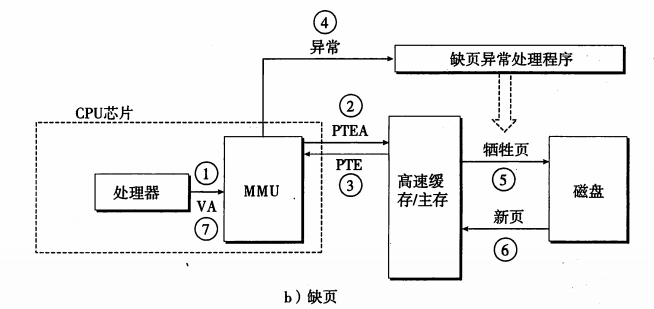 ④
异常
缺页异常处理程序
CPU芯片
②
PTEA
①
处理器
VA
⑦
MMU
PTE
③
高速缓
存/主存
牺牲页
⑤
新页
⑥
磁盘
b）缺页